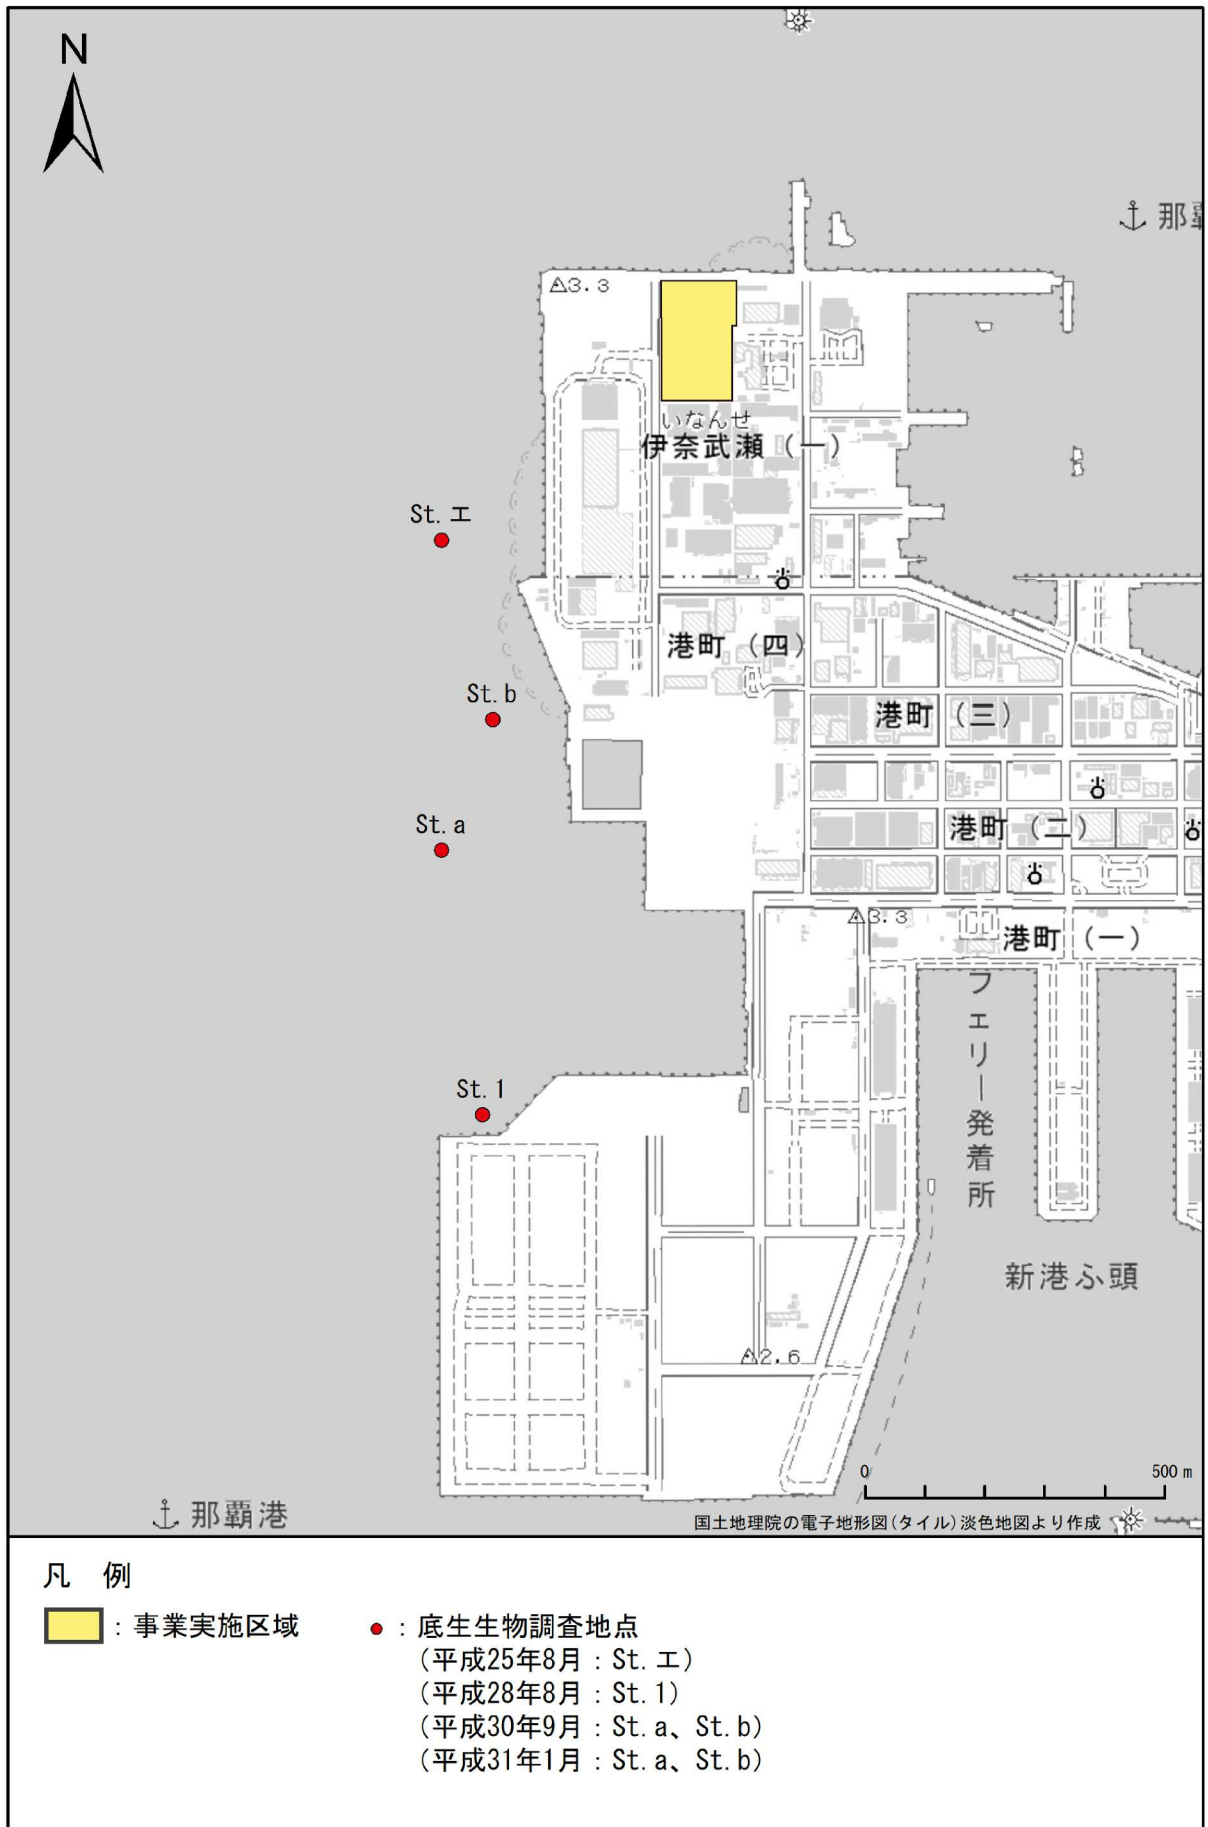 N
那覇
△3.3
いなんせ
伊奈武瀬(一)
St. エ
港町(四)
St. b
港町(三)
St. a
港町(二)
△3.3
港町(一)
フェリー発着所
St. 1
新港ふ頭
△2.6
0
500 m
那覇港
国土地理院の電子地形図(タイル)淡色地図より作成
凡 例
:事業実施区域
:底生生物調査地点
(平成25年8月:St. エ)
(平成28年8月:St. 1)
(平成30年9月:St. a、St. b)
(平成31年1月:St. a、St. b)